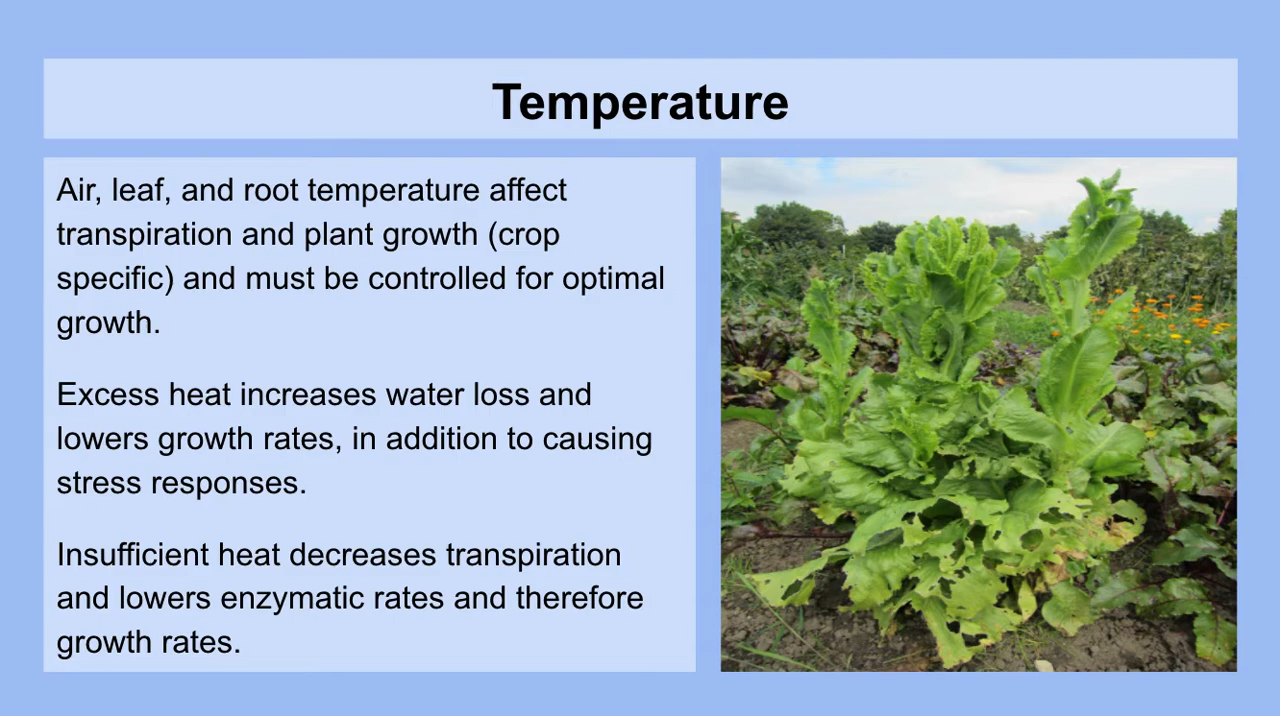 Temperature
Air, leaf, and root temperature affect
transpiration and plant growth (crop
specific) and must be controlled for optimal
growth.
Excess heat increases water loss and
lowers growth rates, in addition to causing
stress responses.
Insufficient heat decreases transpiration
and lowers enzymatic rates and therefore
growth rates.